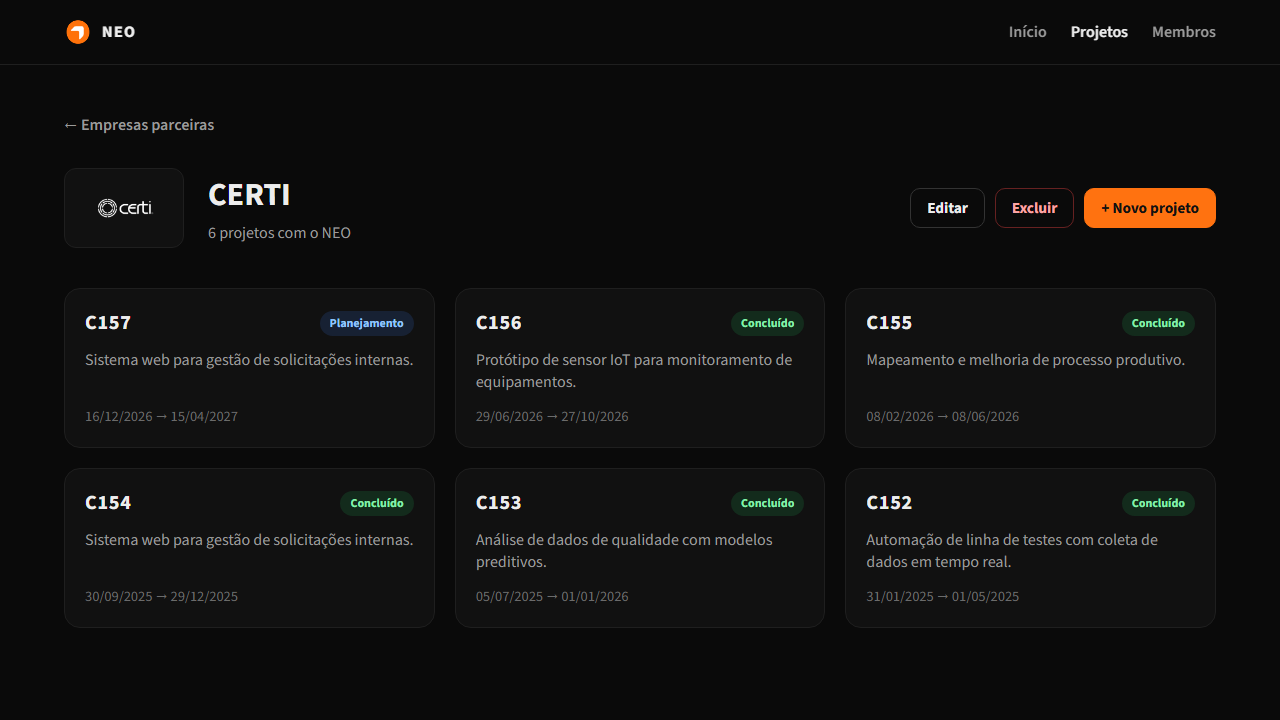 NEO
Início
Projetos
Membros
← Empresas parceiras
certi
CERTI
6 projetos com o NEO
Editar
Excluir
+ Novo projeto
C157
Planejamento
Sistema web para gestão de solicitações internas.
16/12/2026 → 15/04/2027
C156
Concluído
Protótipo de sensor IoT para monitoramento de
equipamentos.
29/06/2026 → 27/10/2026
C155
Concluído
Mapeamento e melhoria de processo produtivo.
08/02/2026 → 08/06/2026
C154
Concluído
Sistema web para gestão de solicitações internas.
30/09/2025 → 29/12/2025
C153
Concluído
Análise de dados de qualidade com modelos
preditivos.
05/07/2025 → 01/01/2026
C152
Concluído
Automação de linha de testes com coleta de
dados em tempo real.
31/01/2025 → 01/05/2025